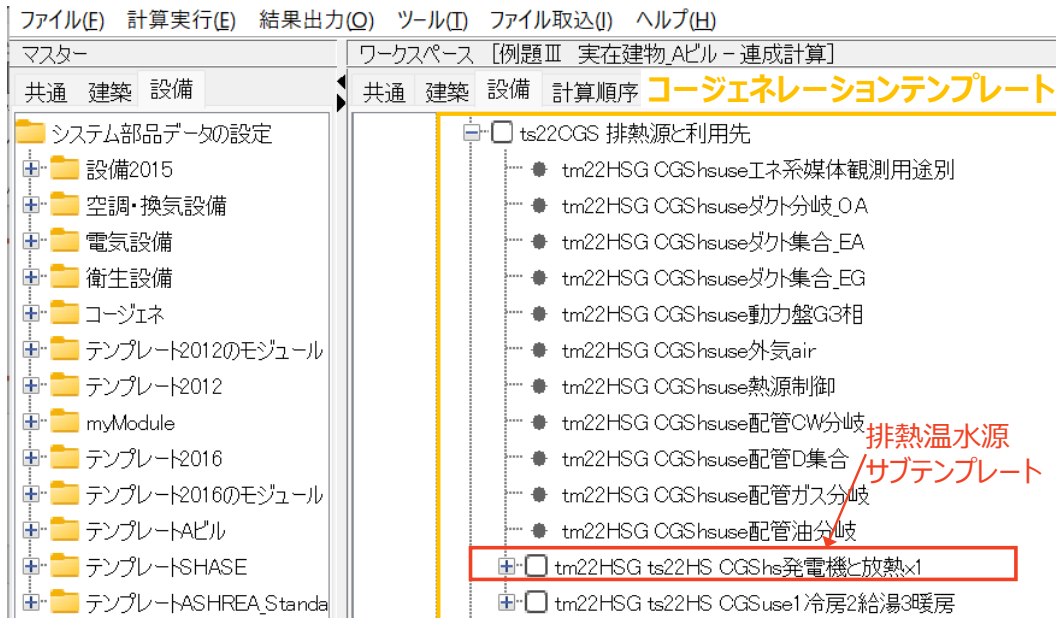 ファイル(F) 計算実行(E) 結果出力(O) ツール(T) ファイル取込(I) ヘルプ(H)
マスター
共通 建築 設備
システム部品データの設定
設備2015
空調・換気設備
電気設備
衛生設備
コージェネ
テンプレート2012のモジュール
テンプレート2012
myModule
テンプレート2016
テンプレート2016のモジュール
テンプレートAビル
テンプレートSHASE
テンプレートASHREA_Standa
ワークスペース [例題Ⅲ 実在建物_Aビル－連成計算]
共通 建築 設備 計算順序
コージェネレーションテンプレート
ts22CGS 排熱源と利用先
tm22HSG CGShsuseエネ系媒体観測用途別
tm22HSG CGShsuseダクト分岐_OA
tm22HSG CGShsuseダクト集合_EA
tm22HSG CGShsuseダクト集合_EG
tm22HSG CGShsuse動力盤G3相
tm22HSG CGShsuse外気air
tm22HSG CGShsuse熱源制御
tm22HSG CGShsuse配管CW分岐
tm22HSG CGShsuse配管D集合
tm22HSG CGShsuse配管ガス分岐
tm22HSG CGShsuse配管油分岐
排熱温水源
サブテンプレート
tm22HSG ts22HS CGShs発電機と放熱x1
tm22HSG ts22HS CGSuse1冷房2給湯3暖房